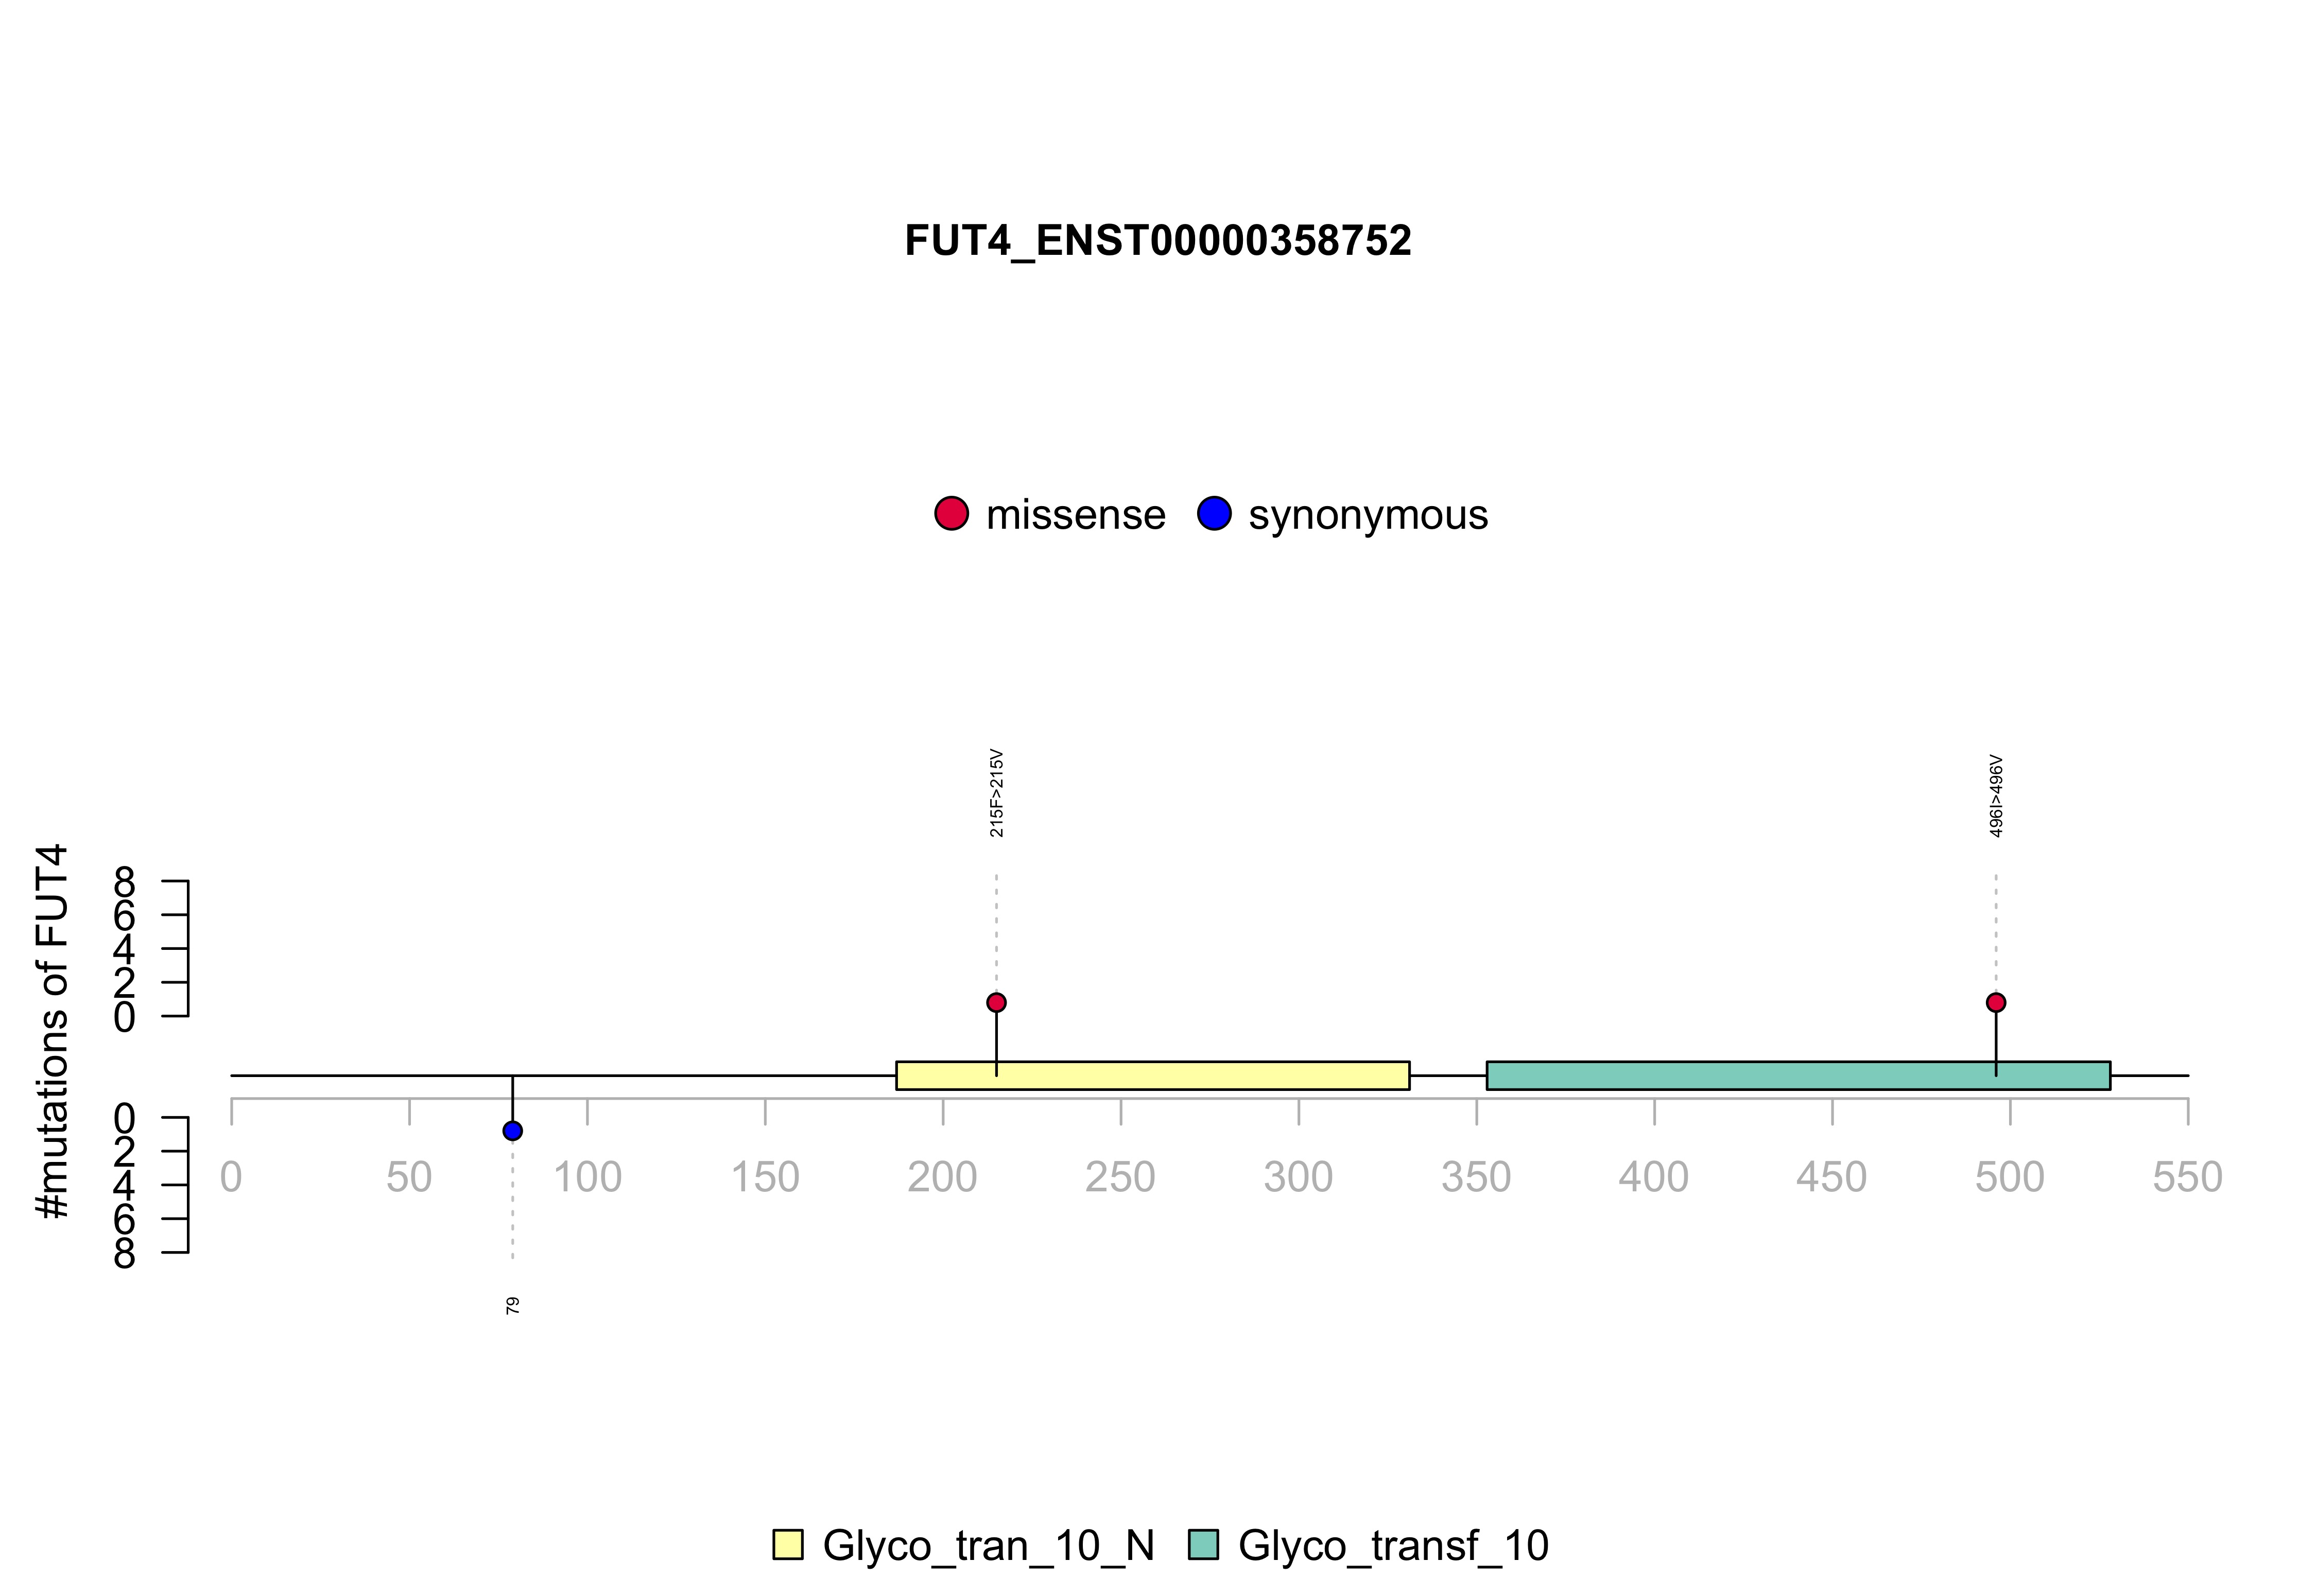 FUT4_ENST00000358752
missense synonymous
215F>215V
496I>496V
#mutations of FUT4
8
6
4
2
0
0
2
4
6
8
0 50 100 150 200 250 300 350 400 450 500 550
79
Glyco_tran_10_N Glyco_transf_10